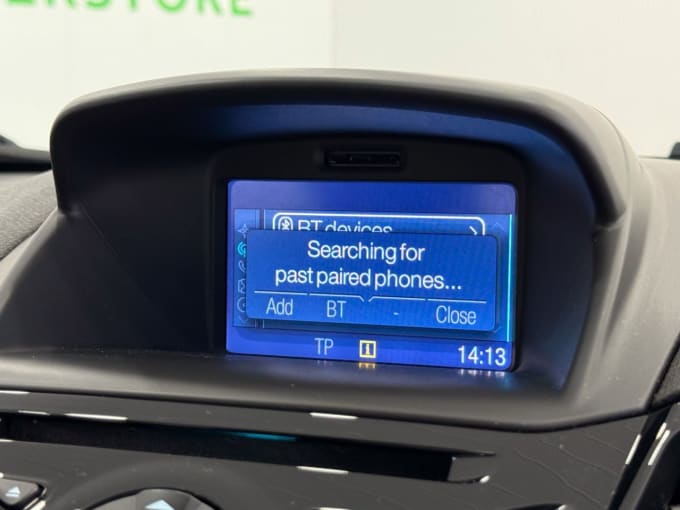 BT devices
Searching for
past paired phones...
Add BT - Close
TP i 14:13